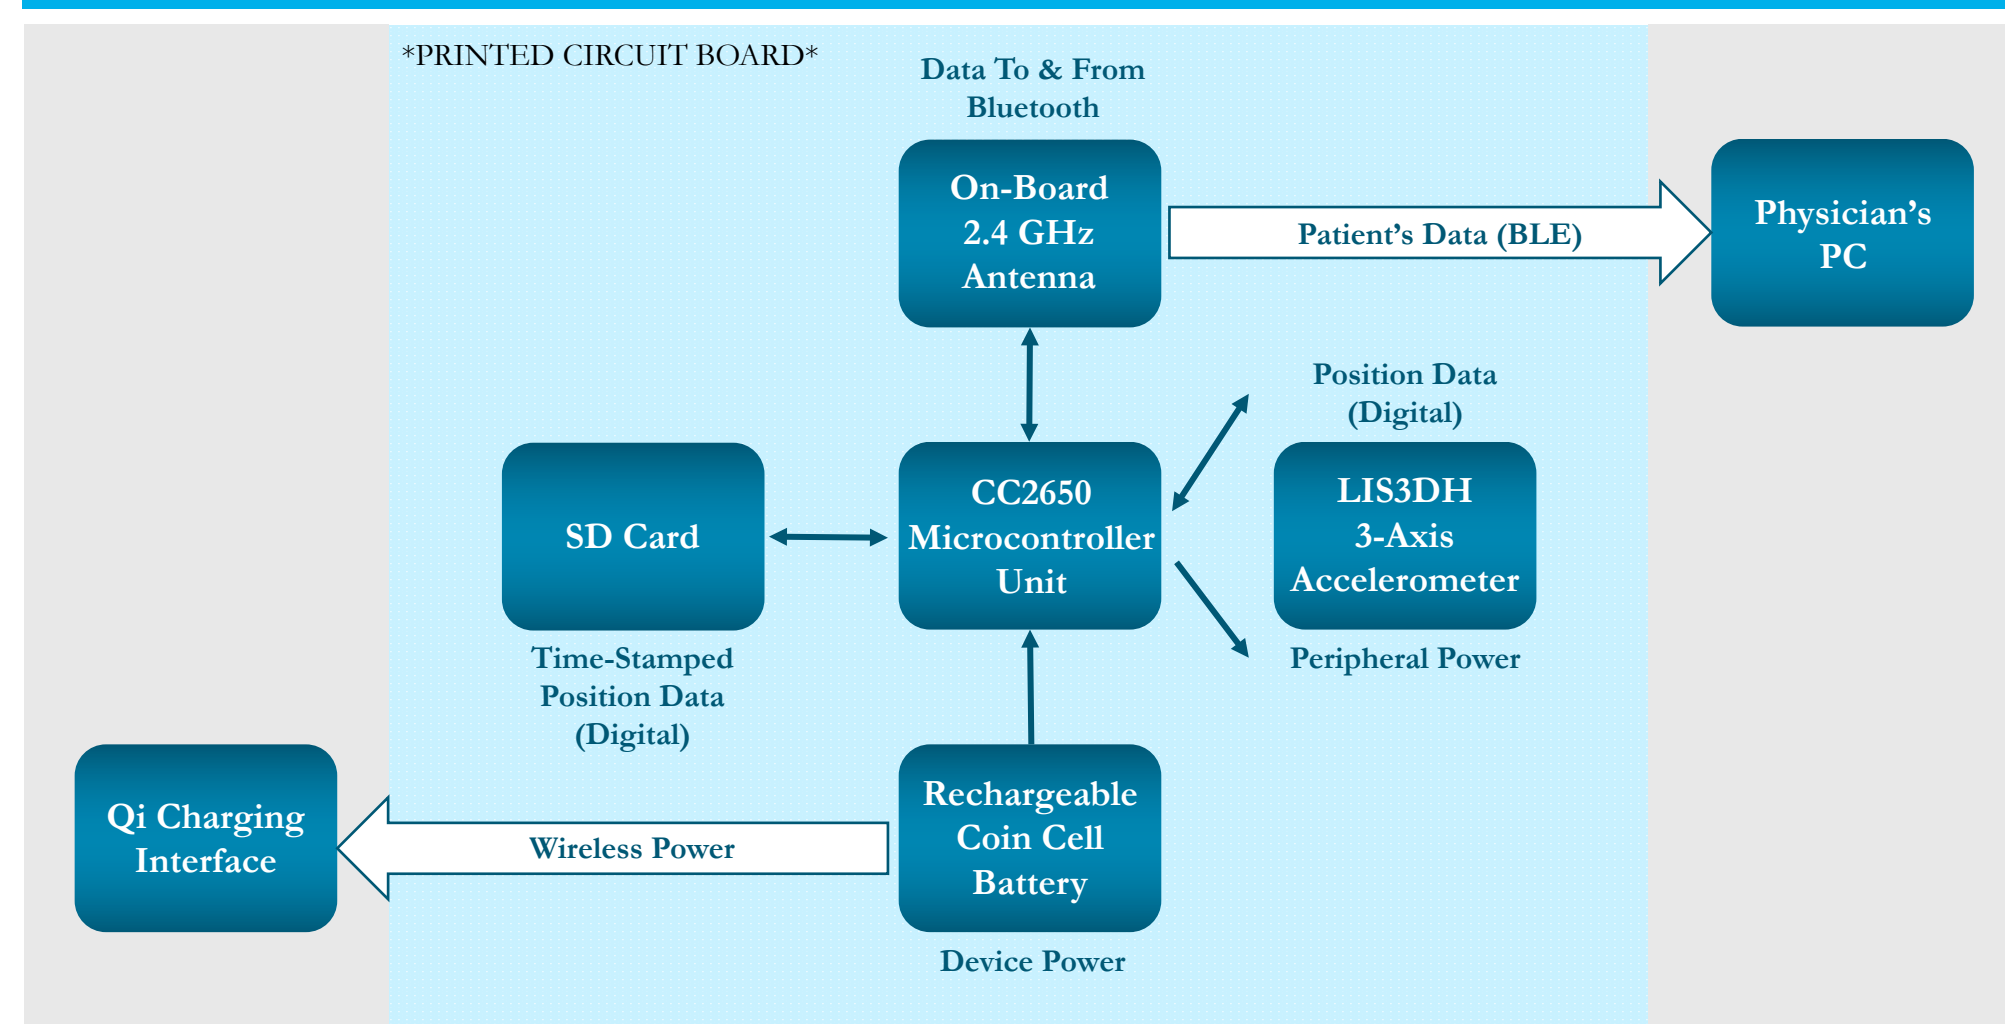 *PRINTED CIRCUIT BOARD*
Data To & From
Bluetooth
On-Board
2.4 GHz
Antenna
Patient’s Data (BLE)
Physician’s
PC
Position Data
(Digital)
SD Card
CC2650
Microcontroller
Unit
LIS3DH
3-Axis
Accelerometer
Time-Stamped
Position Data
(Digital)
Peripheral Power
Qi Charging
Interface
Wireless Power
Rechargeable
Coin Cell
Battery
Device Power